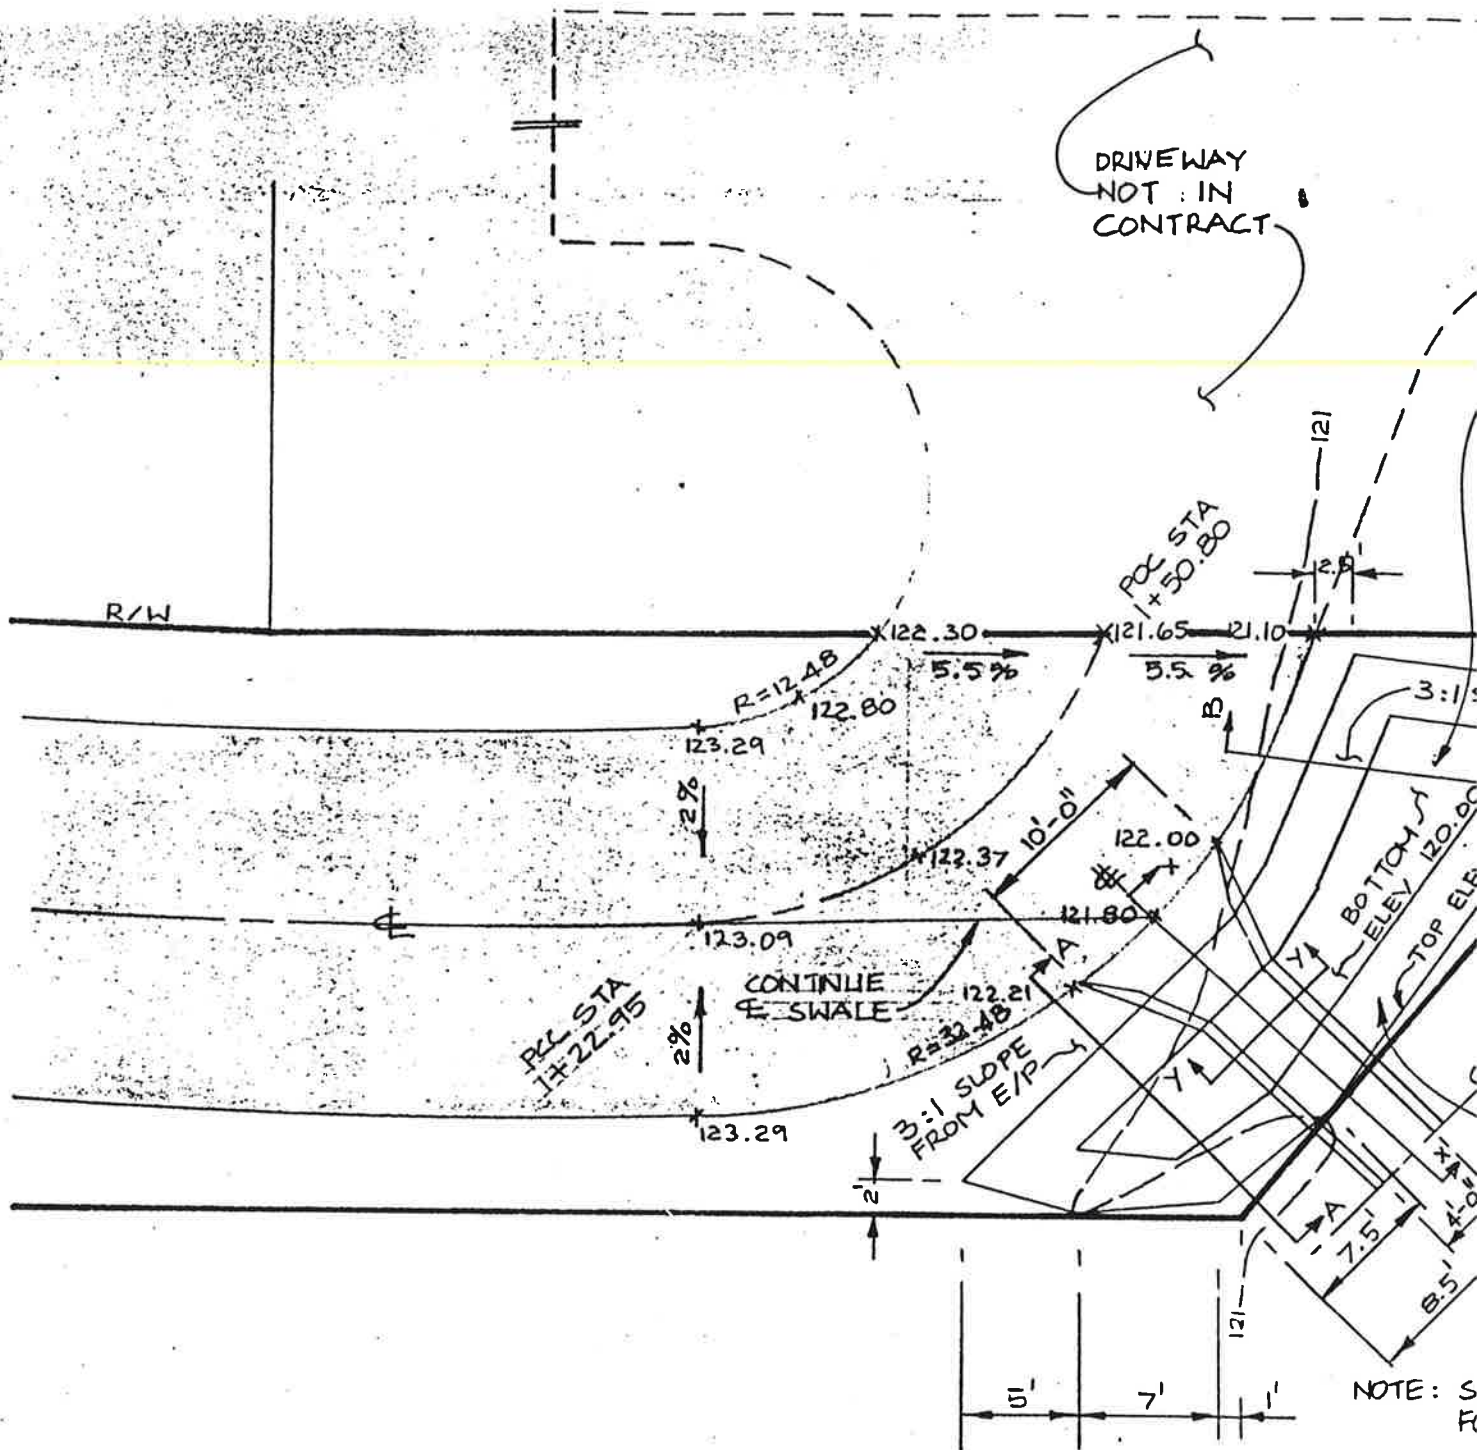 DRIVEWAY
NOT IN
CONTRACT
121
POC STA
1+50.80
2.5'
R/W
122.30
121.65
121.10
5.5%
5.5%
R=12.48
122.80
123.29
3:1 S
B
2%
10'-0"
122.00
122.37
BOTTOM
ELEV 120.00
TOP ELE
121.80
℄
123.09
A
Y
CONTINUE
℄ SWALE
122.21
PCC STA
1+22.95
2%
R=32.48
3:1 SLOPE
FROM E/P
Y
123.29
2'
X
A
4'-0"
7.5'
8.5'
121
5'
7'
1'
NOTE: S